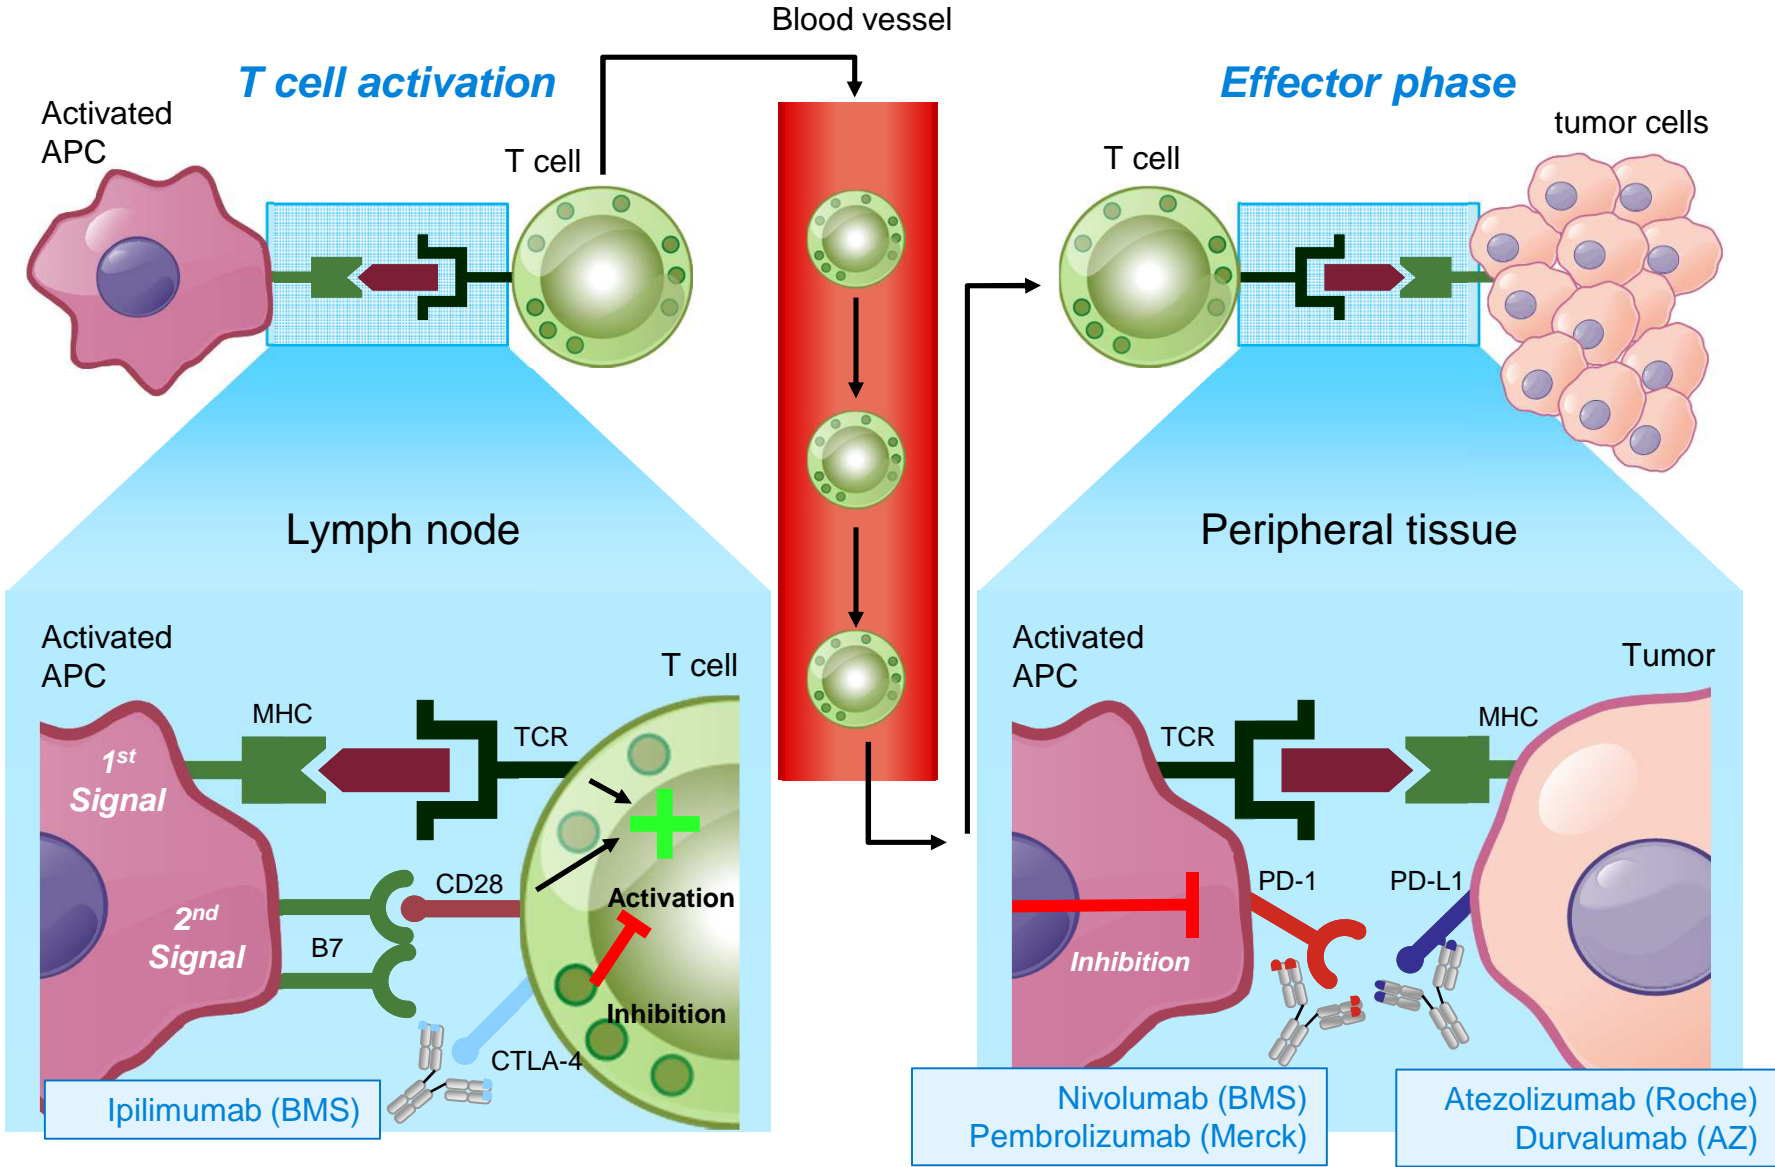 Blood vessel
T cell activation
Effector phase
Activated
APC
T cell
T cell
tumor cells
Lymph node
Peripheral tissue
Activated
APC
T cell
MHC
TCR
1st
Signal
CD28
Activation
2nd
Signal
B7
Inhibition
CTLA-4
Ipilimumab (BMS)
Activated
APC
Tumor
TCR
MHC
PD-1
PD-L1
Inhibition
Nivolumab (BMS)
Pembrolizumab (Merck)
Atezolizumab (Roche)
Durvalumab (AZ)